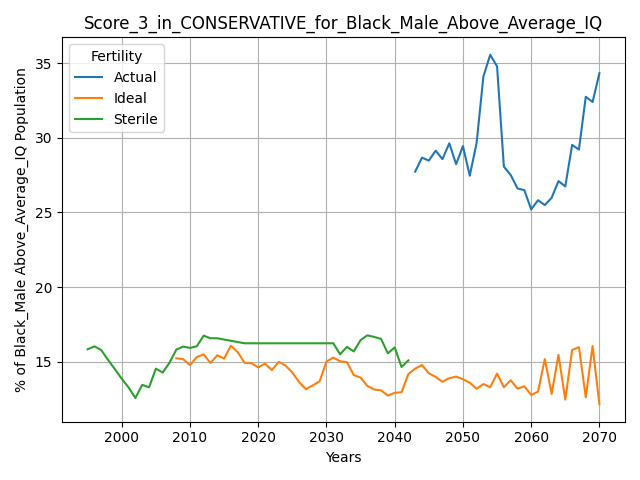 Score_3_in_CONSERVATIVE_for_Black_Male_Above_Average_IQ
Fertility
Actual
Ideal
Sterile
% of Black_Male Above_Average_IQ Population
35
30
25
20
15
2000
2010
2020
2030
2040
2050
2060
2070
Years